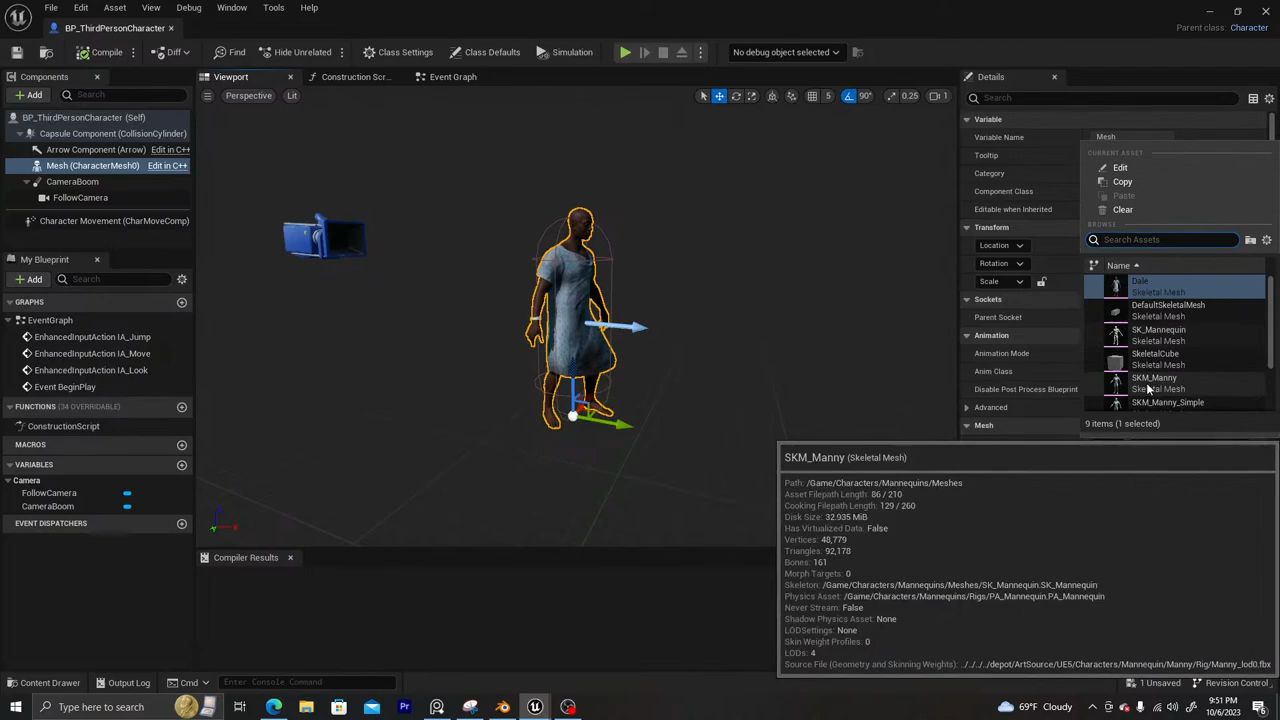 File Edit Asset View Debug Window Tools Help
BP_ThirdPersonCharacter
Parent class: Character
Compile Diff Find Hide Unrelated Class Settings Class Defaults Simulation No debug object selected
Components
Add Search
BP_ThirdPersonCharacter (Self)
Capsule Component (CollisionCylinder)
Arrow Component (Arrow) Edit in C++
Mesh (CharacterMesh0) Edit in C++
CameraBoom
FollowCamera
Character Movement (CharMoveComp)
My Blueprint
Add Search
GRAPHS
EventGraph
EnhancedInputAction IA_Jump
EnhancedInputAction IA_Move
EnhancedInputAction IA_Look
Event BeginPlay
FUNCTIONS (34 OVERRIDABLE)
ConstructionScript
MACROS
VARIABLES
Camera
FollowCamera
CameraBoom
EVENT DISPATCHERS
Viewport Construction Scr... Event Graph
Perspective Lit 5 90° 0.25 1
Compiler Results
Details
Search
Variable
Variable Name Mesh
Tooltip
Category
Component Class
Editable when Inherited
Transform
Location
Rotation
Scale
Sockets
Parent Socket
Animation
Animation Mode
Anim Class
Disable Post Process Blueprint
Advanced
Mesh
CURRENT ASSET
Edit
Copy
Paste
Clear
BROWSE
Search Assets
Name
Dale
Skeletal Mesh
DefaultSkeletalMesh
Skeletal Mesh
SK_Mannequin
Skeletal Mesh
SkeletalCube
Skeletal Mesh
SKM_Manny
Skeletal Mesh
SKM_Manny_Simple
9 items (1 selected)
SKM_Manny (Skeletal Mesh)
Path: /Game/Characters/Mannequins/Meshes
Asset Filepath Length: 86 / 210
Cooking Filepath Length: 129 / 260
Disk Size: 32.935 MiB
Has Virtualized Data: False
Vertices: 48,779
Triangles: 92,178
Bones: 161
Morph Targets: 0
Skeleton: /Game/Characters/Mannequins/Meshes/SK_Mannequin.SK_Mannequin
Physics Asset: /Game/Characters/Mannequins/Rigs/PA_Mannequin.PA_Mannequin
Never Stream: False
Shadow Physics Asset: None
LODSettings: None
Skin Weight Profiles: 0
LODs: 4
Source File (Geometry and Skinning Weights): ../../../../depot/ArtSource/UE5/Characters/Mannequin/Manny/Rig/Manny_lod0.fbx
Content Drawer Output Log Cmd Enter Console Command 1 Unsaved Revision Control
Type here to search 69°F Cloudy 9:51 PM
10/6/2023